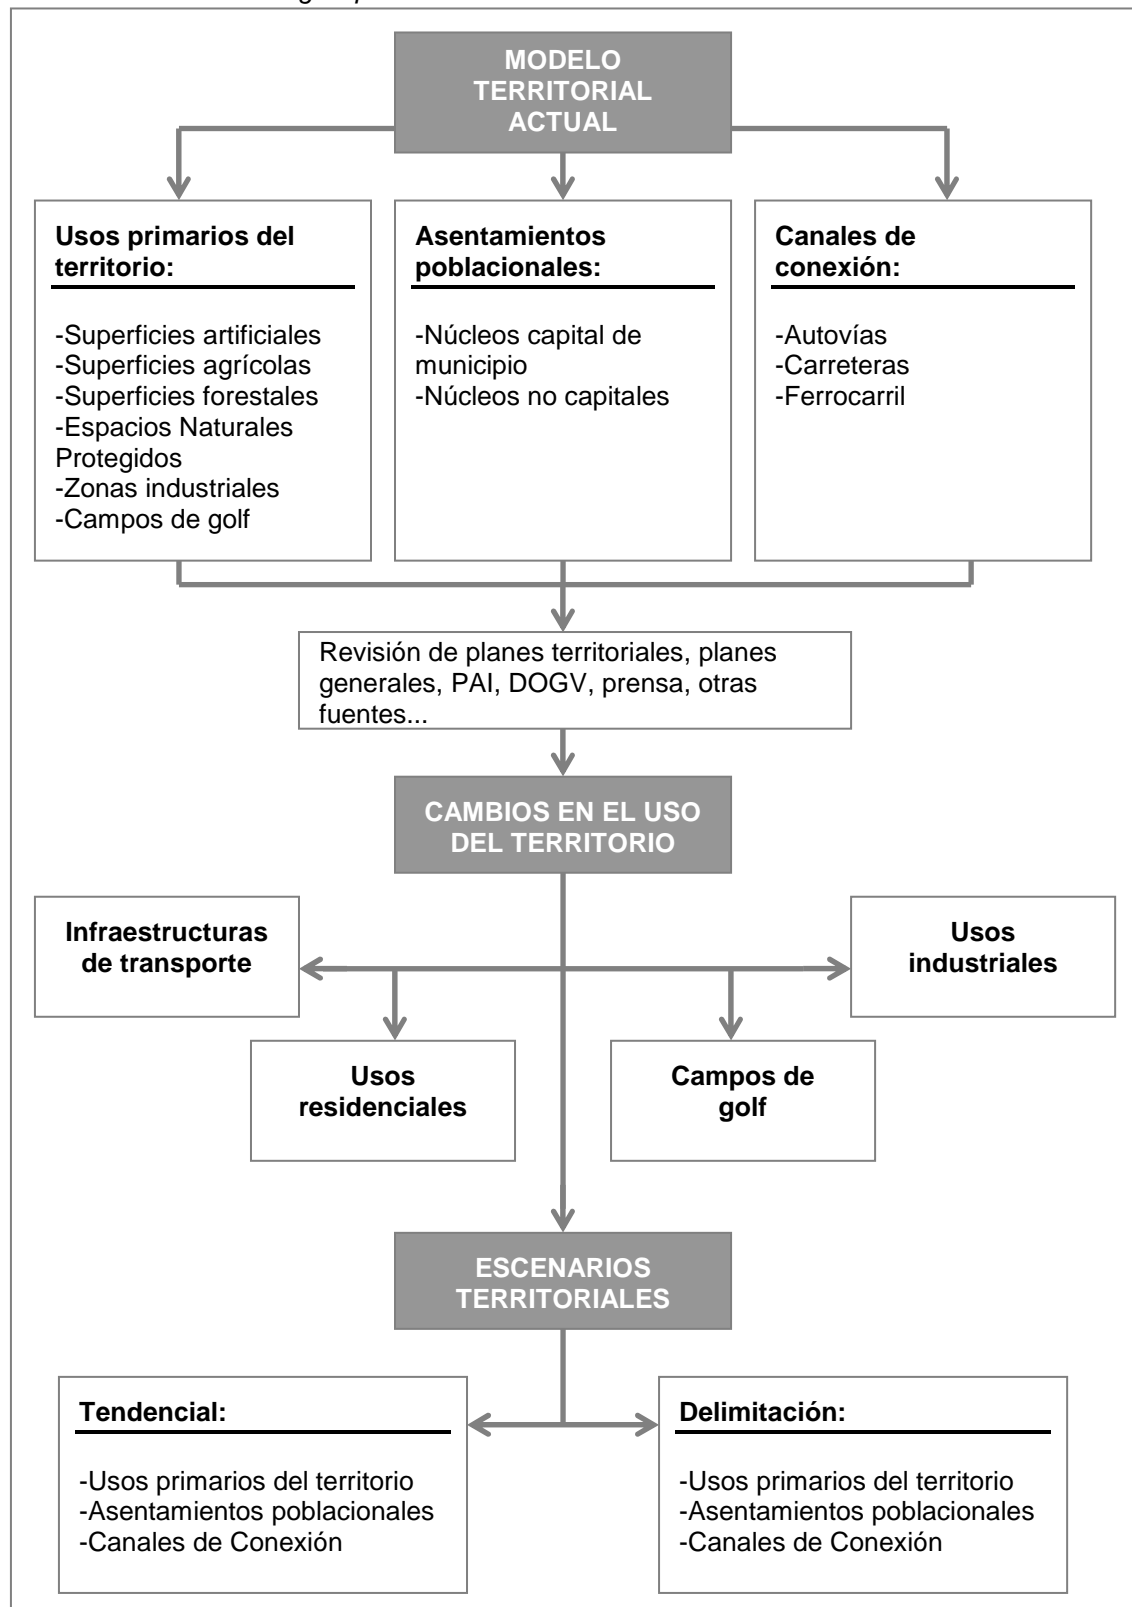 MODELO
TERRITORIAL
ACTUAL
Usos primarios del
territorio:
-Superficies artificiales
-Superficies agrícolas
-Superficies forestales
-Espacios Naturales
Protegidos
-Zonas industriales
-Campos de golf
Asentamientos
poblacionales:
-Núcleos capital de
municipio
-Núcleos no capitales
Canales de
conexión:
-Autovías
-Carreteras
-Ferrocarril
Revisión de planes territoriales, planes
generales, PAI, DOGV, prensa, otras
fuentes...
CAMBIOS EN EL USO
DEL TERRITORIO
Infraestructuras
de transporte
Usos
industriales
Usos
residenciales
Campos de
golf
ESCENARIOS
TERRITORIALES
Tendencial:
-Usos primarios del territorio
-Asentamientos poblacionales
-Canales de Conexión
Delimitación:
-Usos primarios del territorio
-Asentamientos poblacionales
-Canales de Conexión